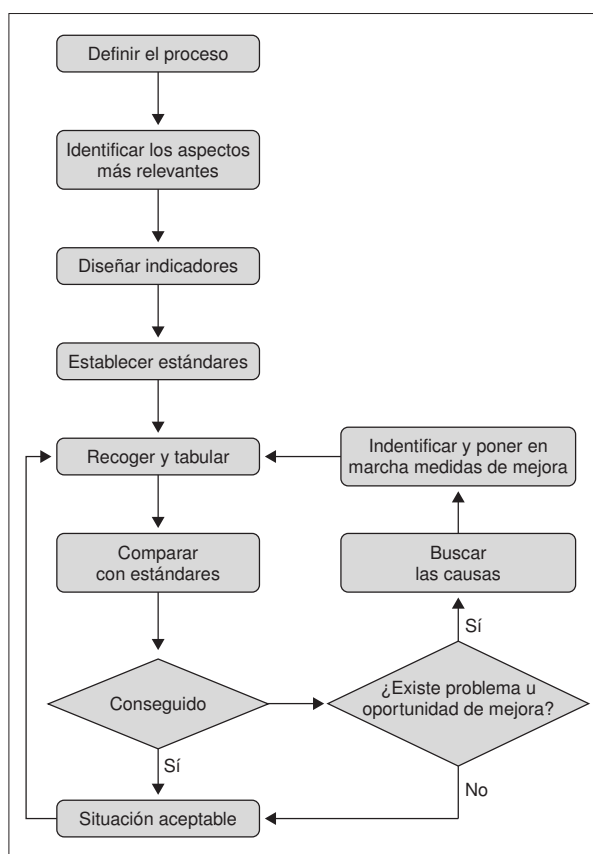 Definir el proceso
Identificar los aspectos
más relevantes
Diseñar indicadores
Establecer estándares
Recoger y tabular
Indentificar y poner en
marcha medidas de mejora
Comparar
con estándares
Buscar
las causas
Sí
Conseguido
¿Existe problema u
oportunidad de mejora?
Sí
No
Situación aceptable